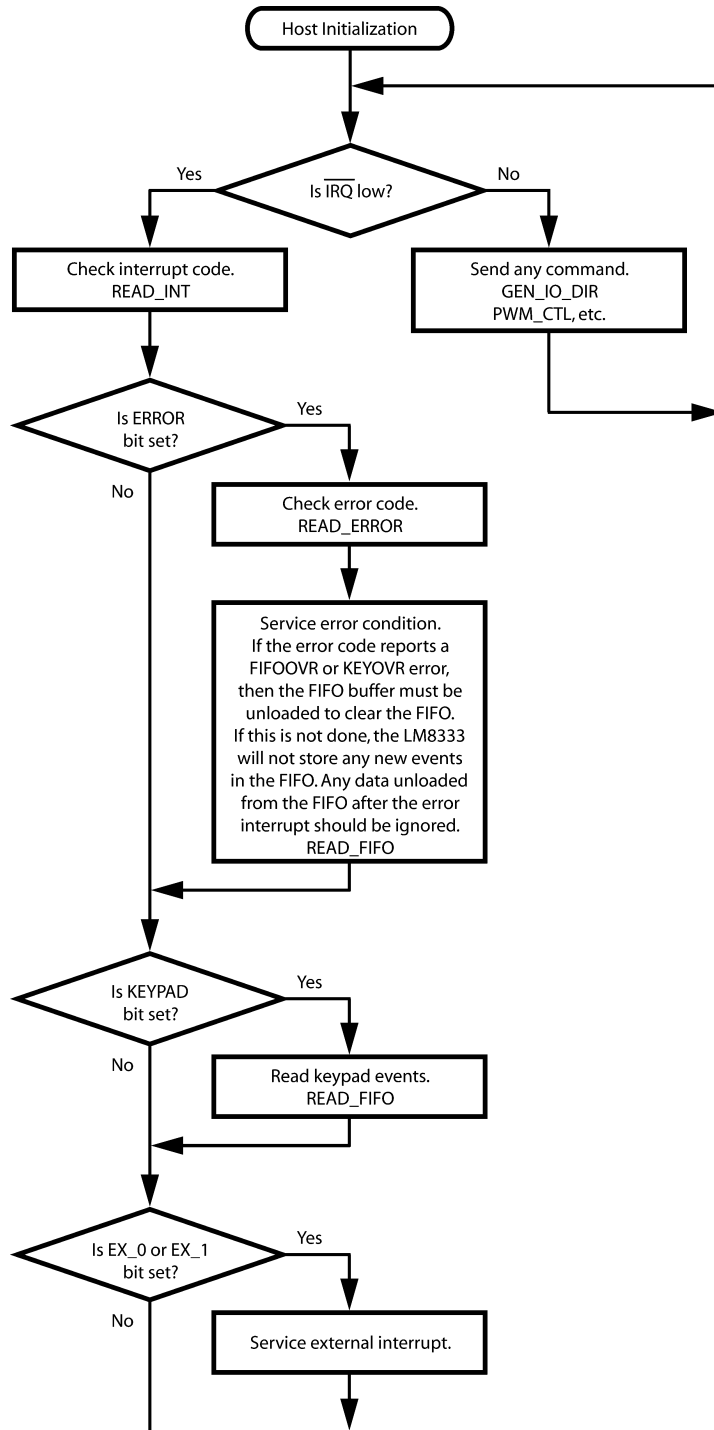 Host Initialization
Yes
Is IRQ low?
No
Check interrupt code.
READ_INT
Send any command.
GEN_IO_DIR
PWM_CTL, etc.
Is ERROR
bit set?
Yes
No
Check error code.
READ_ERROR
Service error condition.
If the error code reports a
FIFOOVR or KEYOVR error,
then the FIFO buffer must be
unloaded to clear the FIFO.
If this is not done, the LM8333
will not store any new events
in the FIFO. Any data unloaded
from the FIFO after the error
interrupt should be ignored.
READ_FIFO
Is KEYPAD
bit set?
Yes
No
Read keypad events.
READ_FIFO
Is EX_0 or EX_1
bit set?
Yes
No
Service external interrupt.